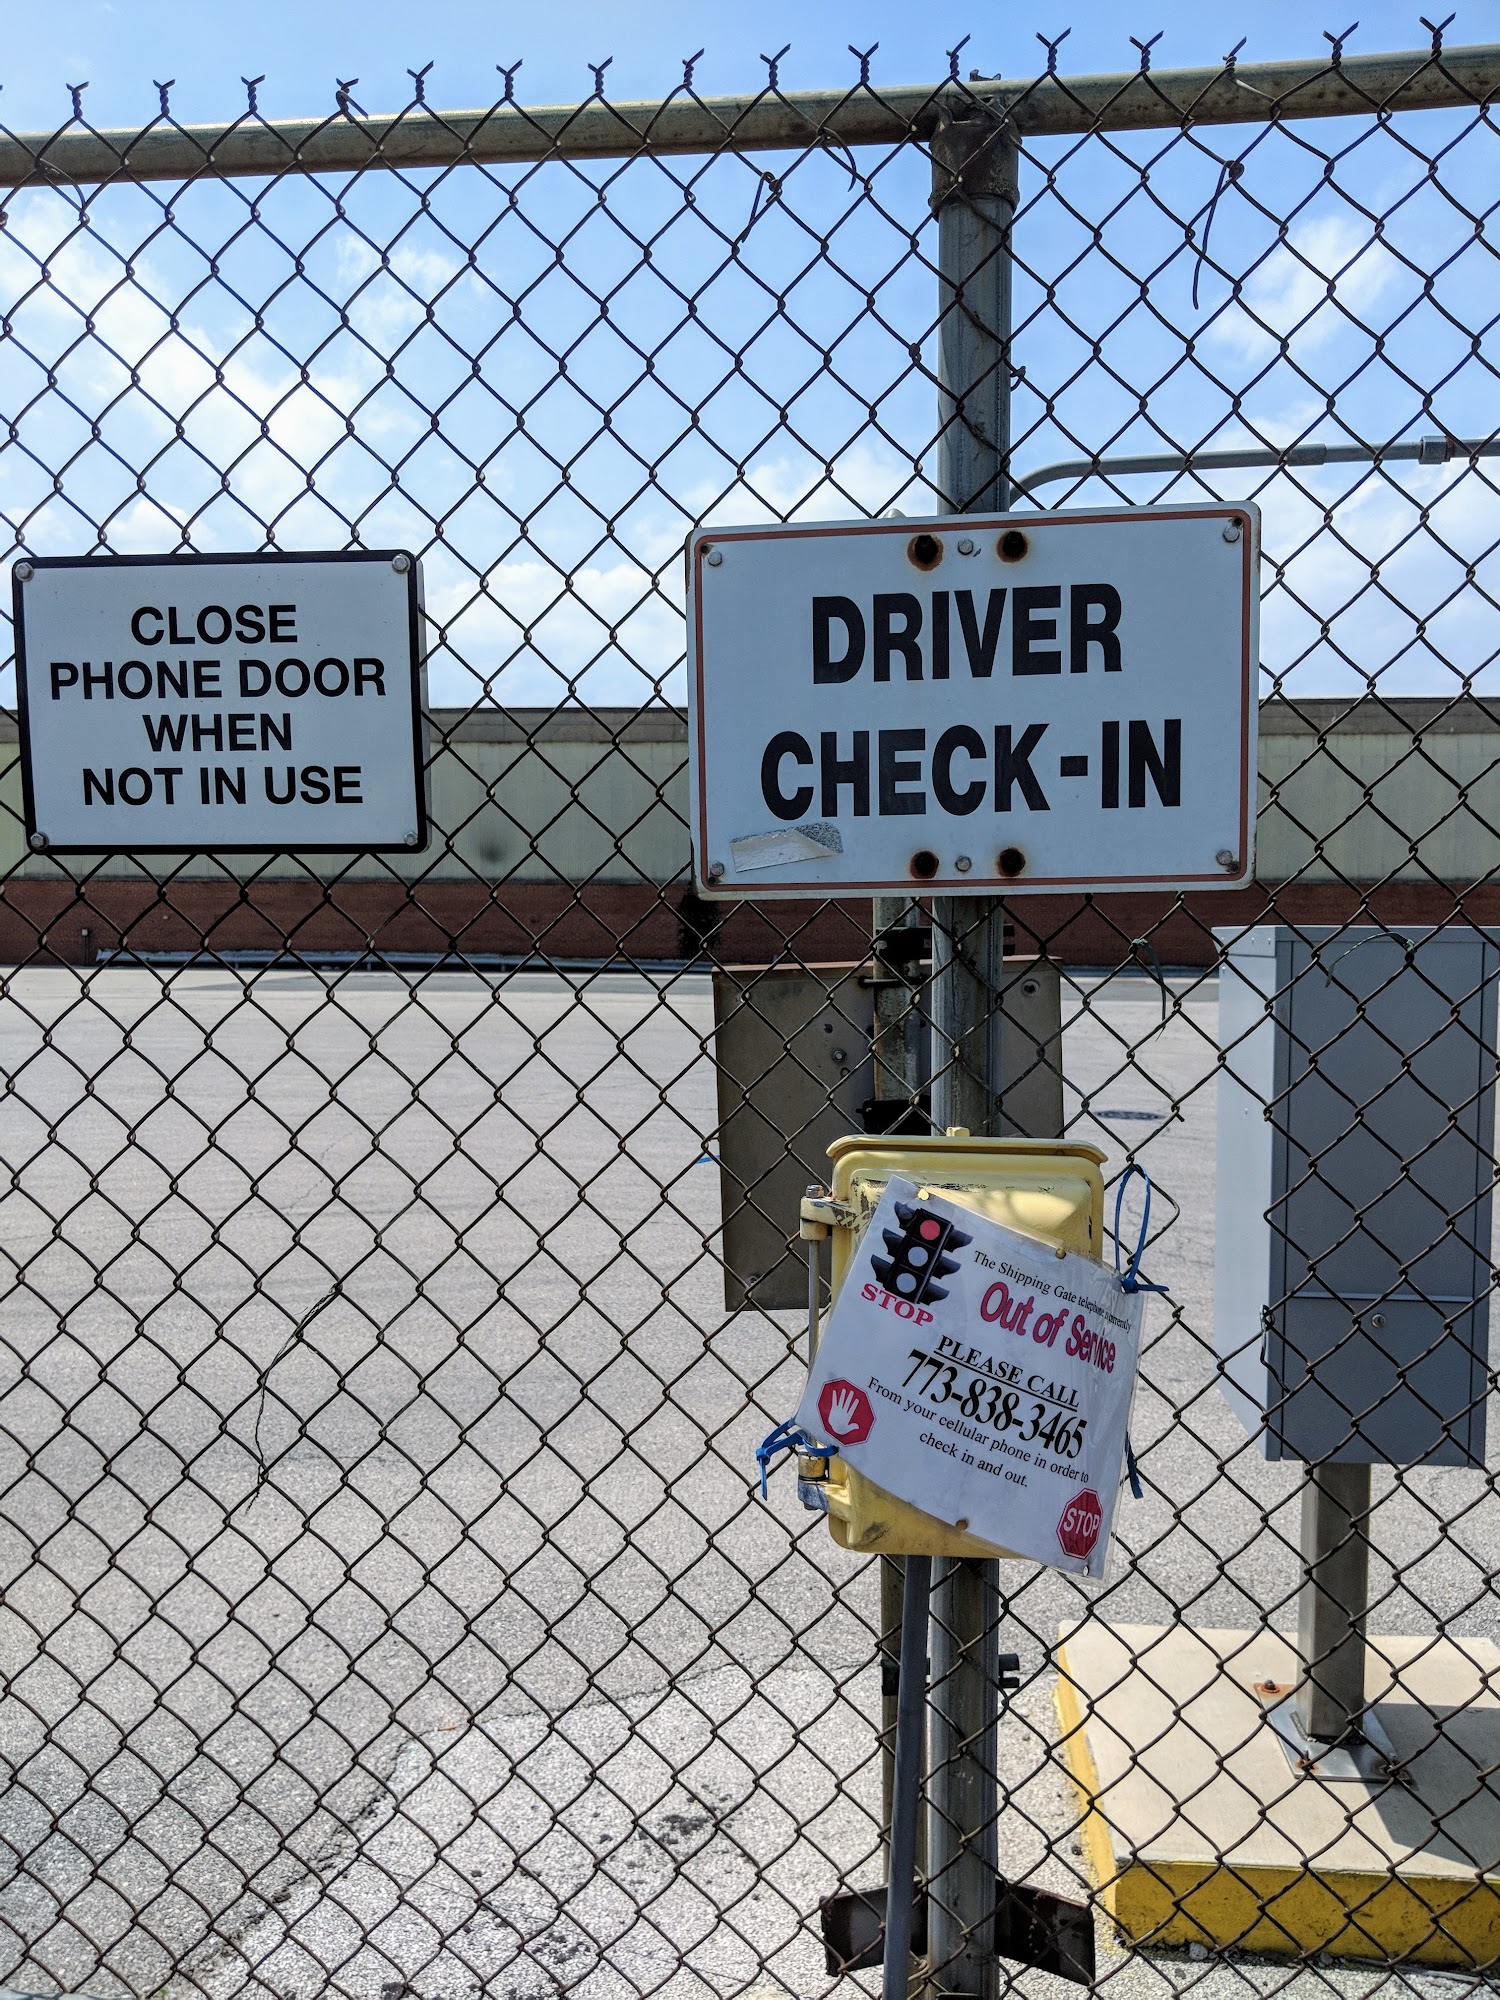 CLOSE
PHONE DOOR
WHEN
NOT IN USE
DRIVER
CHECK-IN
STOP
The Shipping Gate telephone is currently
Out of Service
PLEASE CALL
773-838-3465
From your cellular phone in order to
check in and out.
STOP